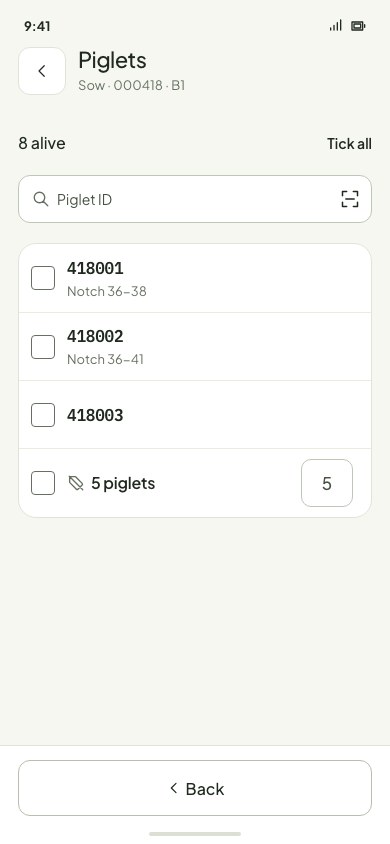 9:41
Piglets
Sow · 000418 · B1
8 alive
Tick all
Piglet ID
418001
Notch 36–38
418002
Notch 36–41
418003
5 piglets
5
Back